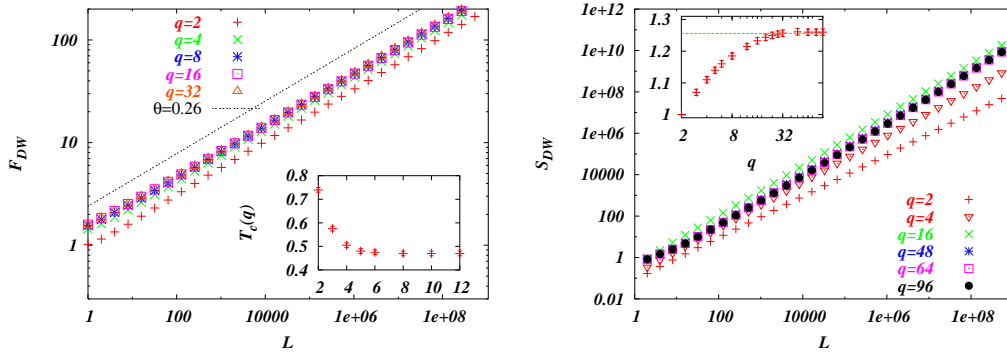 F_DW
100
10
1
q=2
q=4
q=8
q=16
q=32
θ=0.26
T_c(q)
0.8
0.7
0.6
0.5
0.4
2 4 6 8 10 12
1 100 10000 1e+06 1e+08
L
S_DW
1e+12
1e+10
1e+08
1e+06
10000
100
1
0.01
1.3
1.2
1.1
1
2 8 32
q
q=2
q=4
q=16
q=48
q=64
q=96
1 100 10000 1e+06 1e+08
L